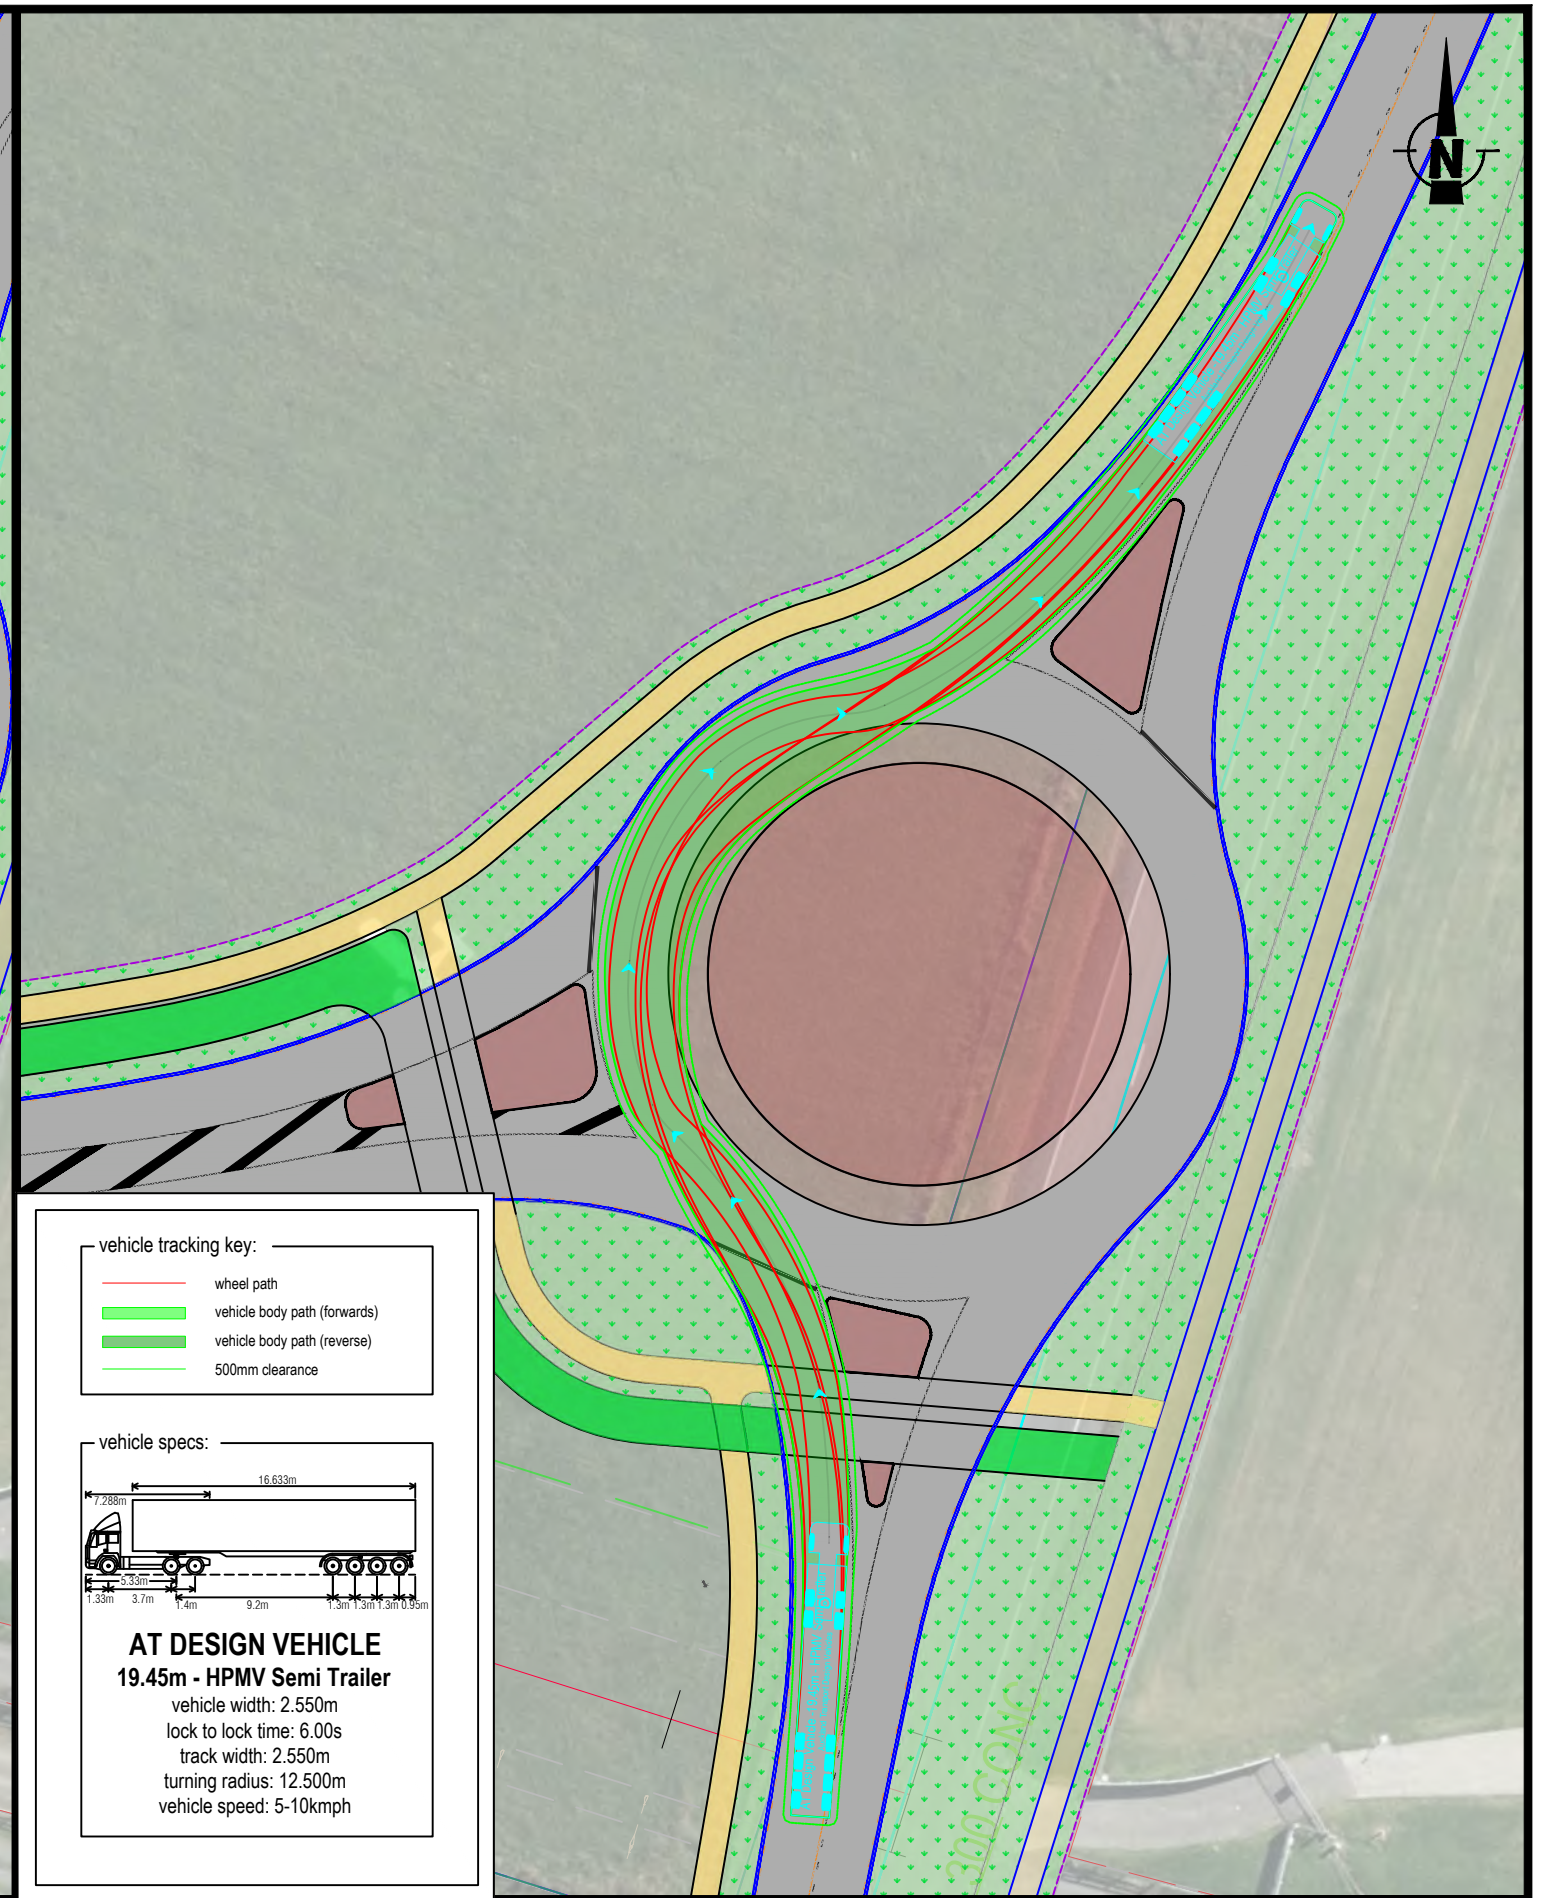 N
vehicle tracking key:
wheel path
vehicle body path (forwards)
vehicle body path (reverse)
500mm clearance
vehicle specs:
16.633m
7.288m
5.33m
1.33m 3.7m 1.4m 9.2m 1.3m 1.3m 1.3m 0.95m
AT DESIGN VEHICLE
19.45m - HPMV Semi Trailer
vehicle width: 2.550m
lock to lock time: 6.00s
track width: 2.550m
turning radius: 12.500m
vehicle speed: 5-10kmph
300 CONC